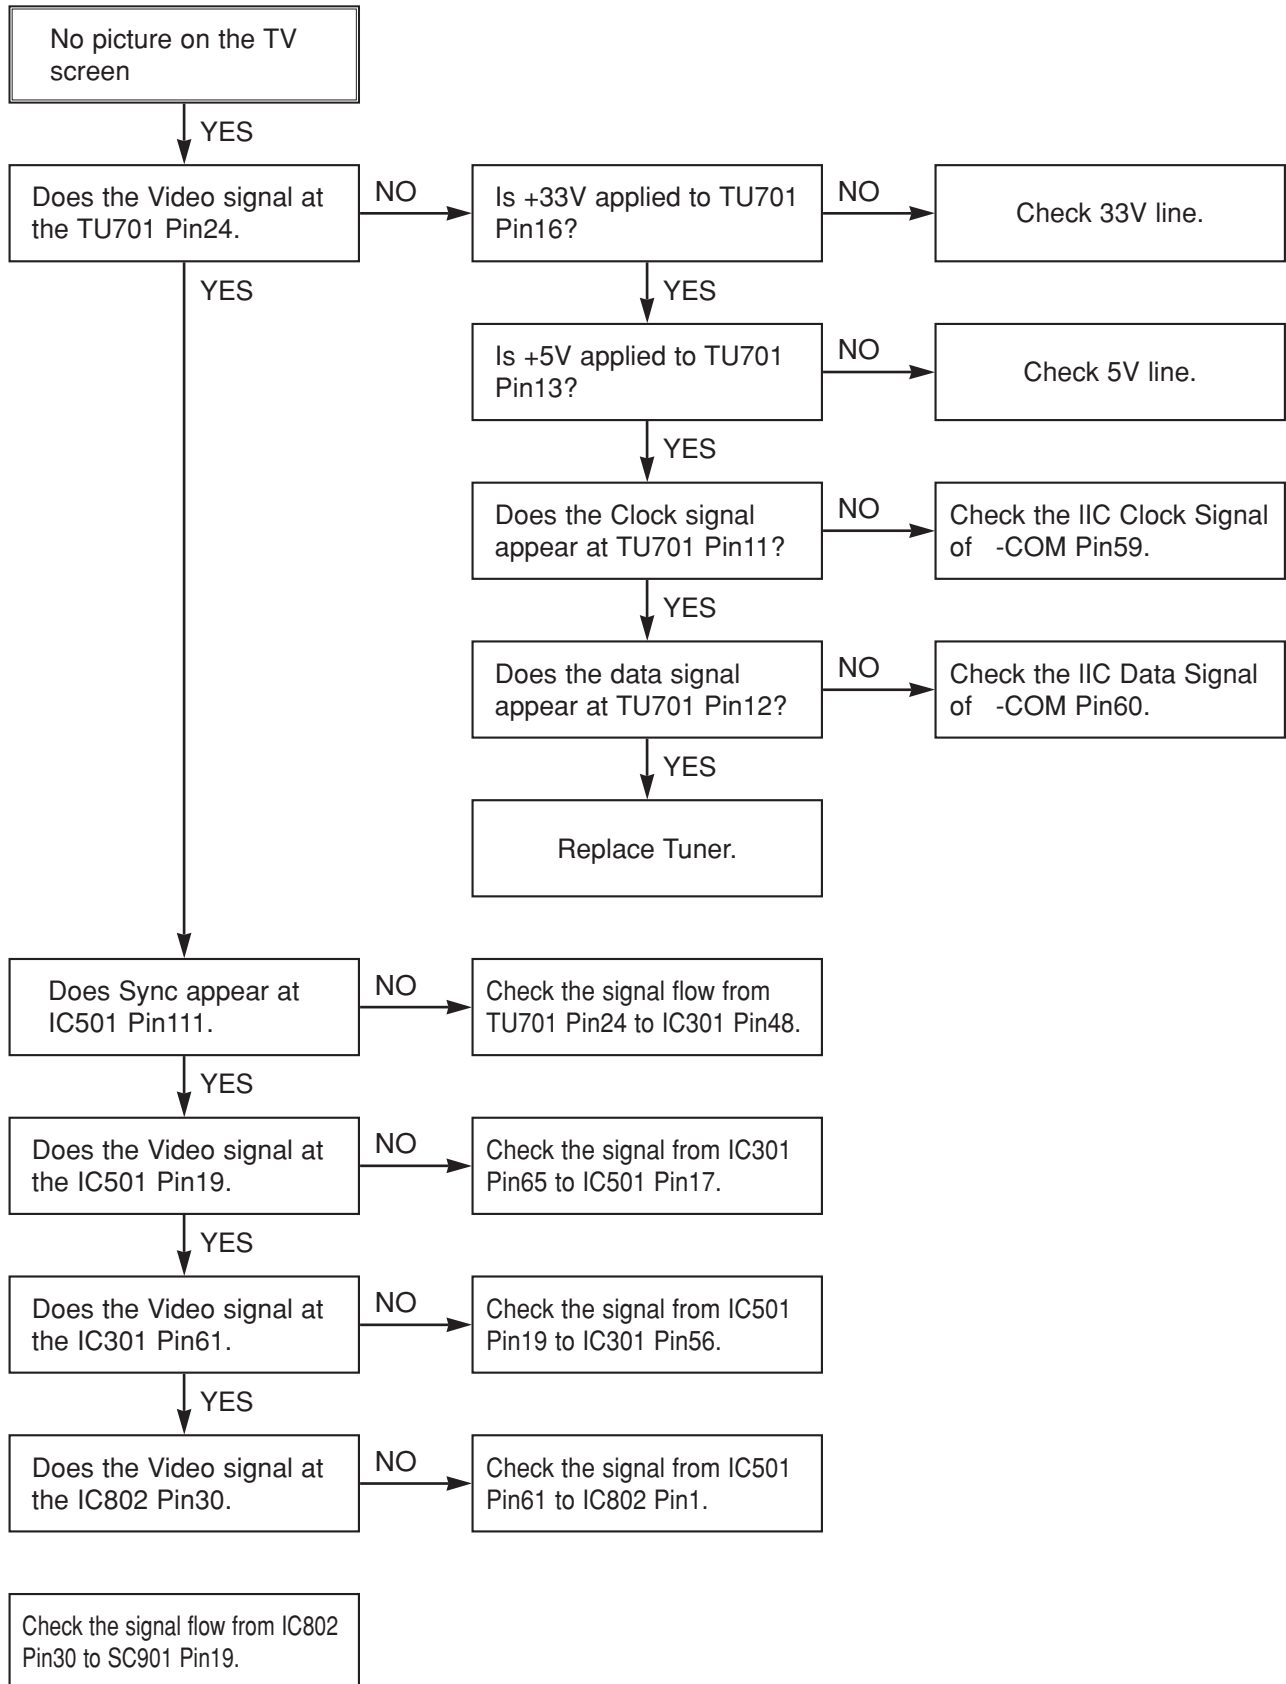 No picture on the TV
screen
YES
Does the Video signal at
the TU701 Pin24.
NO
Is +33V applied to TU701
Pin16?
NO
Check 33V line.
YES
YES
Is +5V applied to TU701
Pin13?
NO
Check 5V line.
YES
Does the Clock signal
appear at TU701 Pin11?
NO
Check the IIC Clock Signal
of -COM Pin59.
YES
Does the data signal
appear at TU701 Pin12?
NO
Check the IIC Data Signal
of -COM Pin60.
YES
Replace Tuner.
Does Sync appear at
IC501 Pin111.
NO
Check the signal flow from
TU701 Pin24 to IC301 Pin48.
YES
Does the Video signal at
the IC501 Pin19.
NO
Check the signal from IC301
Pin65 to IC501 Pin17.
YES
Does the Video signal at
the IC301 Pin61.
NO
Check the signal from IC501
Pin19 to IC301 Pin56.
YES
Does the Video signal at
the IC802 Pin30.
NO
Check the signal from IC501
Pin61 to IC802 Pin1.
Check the signal flow from IC802
Pin30 to SC901 Pin19.